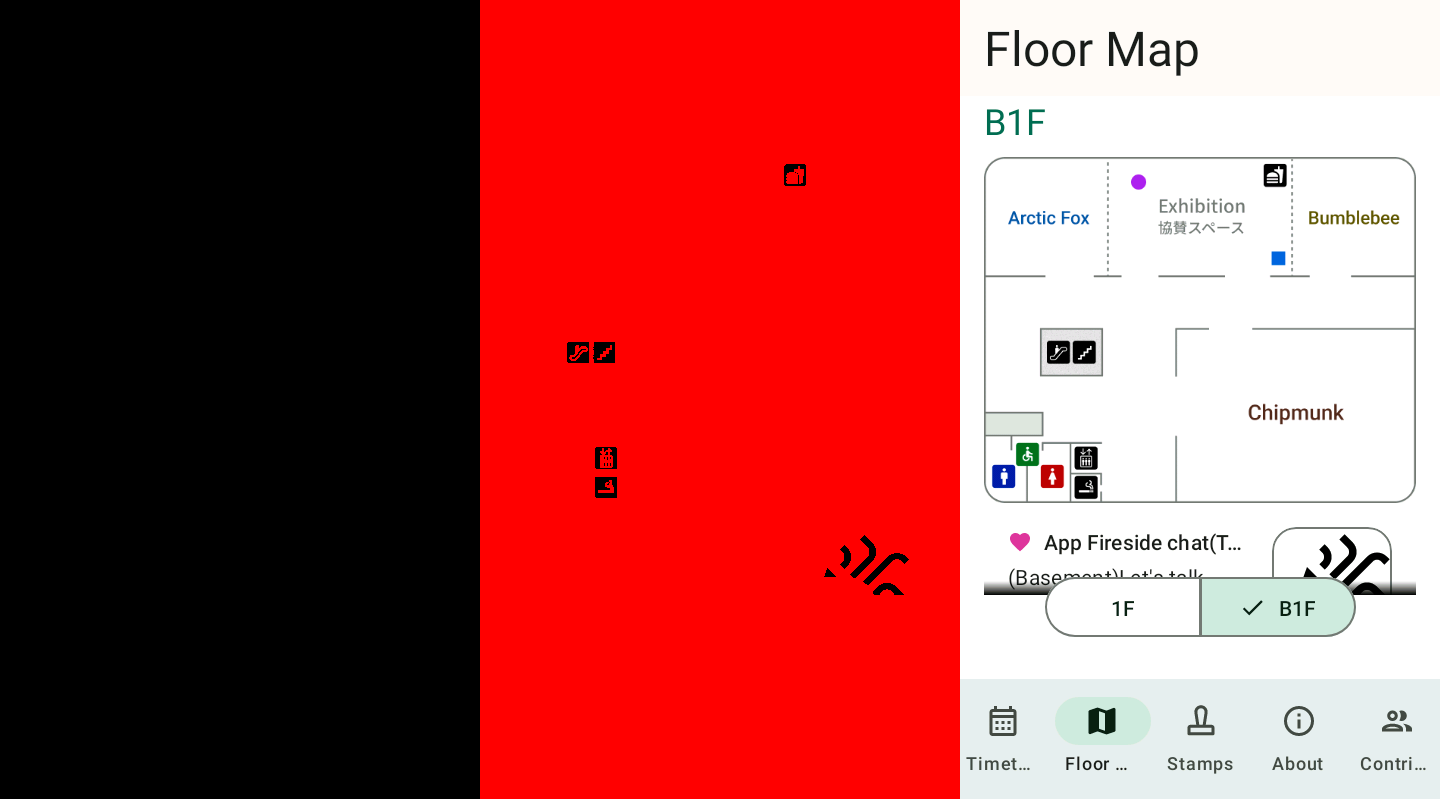 Floor Map
B1F
Arctic Fox
Exhibition
協賛スペース
Bumblebee
Chipmunk
App Fireside chat(T...
(Basement)Let's talk
1F
B1F
Timet...
Floor ...
Stamps
About
Contri...